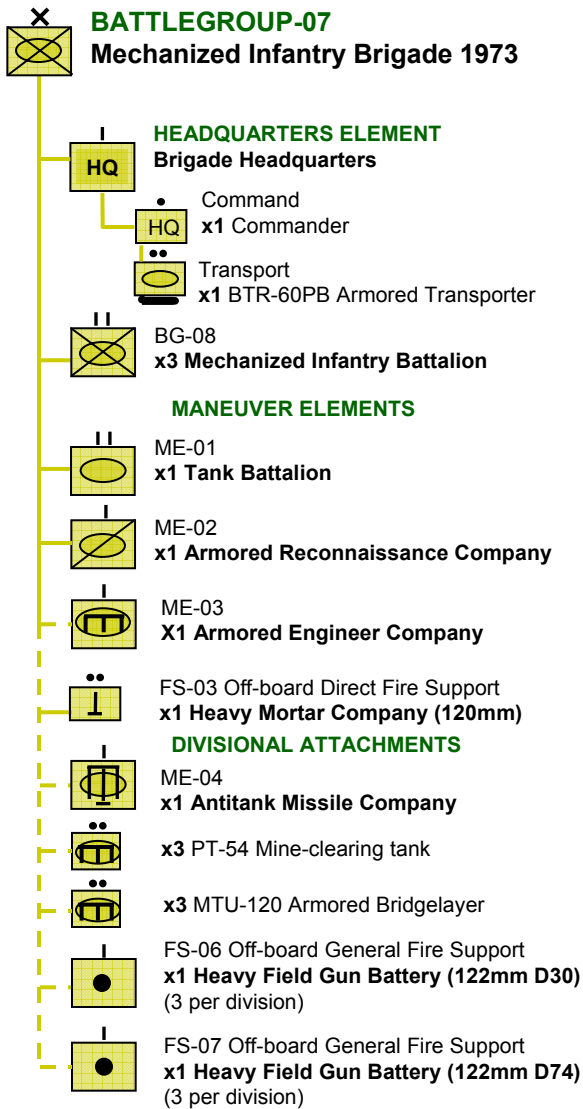 BATTLEGROUP-07
Mechanized Infantry Brigade 1973
HEADQUARTERS ELEMENT
Brigade Headquarters
HQ
Command
x1 Commander
HQ
Transport
x1 BTR-60PB Armored Transporter
BG-08
x3 Mechanized Infantry Battalion
MANEUVER ELEMENTS
ME-01
x1 Tank Battalion
ME-02
x1 Armored Reconnaissance Company
ME-03
X1 Armored Engineer Company
FS-03 Off-board Direct Fire Support
x1 Heavy Mortar Company (120mm)
DIVISIONAL ATTACHMENTS
ME-04
x1 Antitank Missile Company
x3 PT-54 Mine-clearing tank
x3 MTU-120 Armored Bridgelayer
FS-06 Off-board General Fire Support
x1 Heavy Field Gun Battery (122mm D30)
(3 per division)
FS-07 Off-board General Fire Support
x1 Heavy Field Gun Battery (122mm D74)
(3 per division)